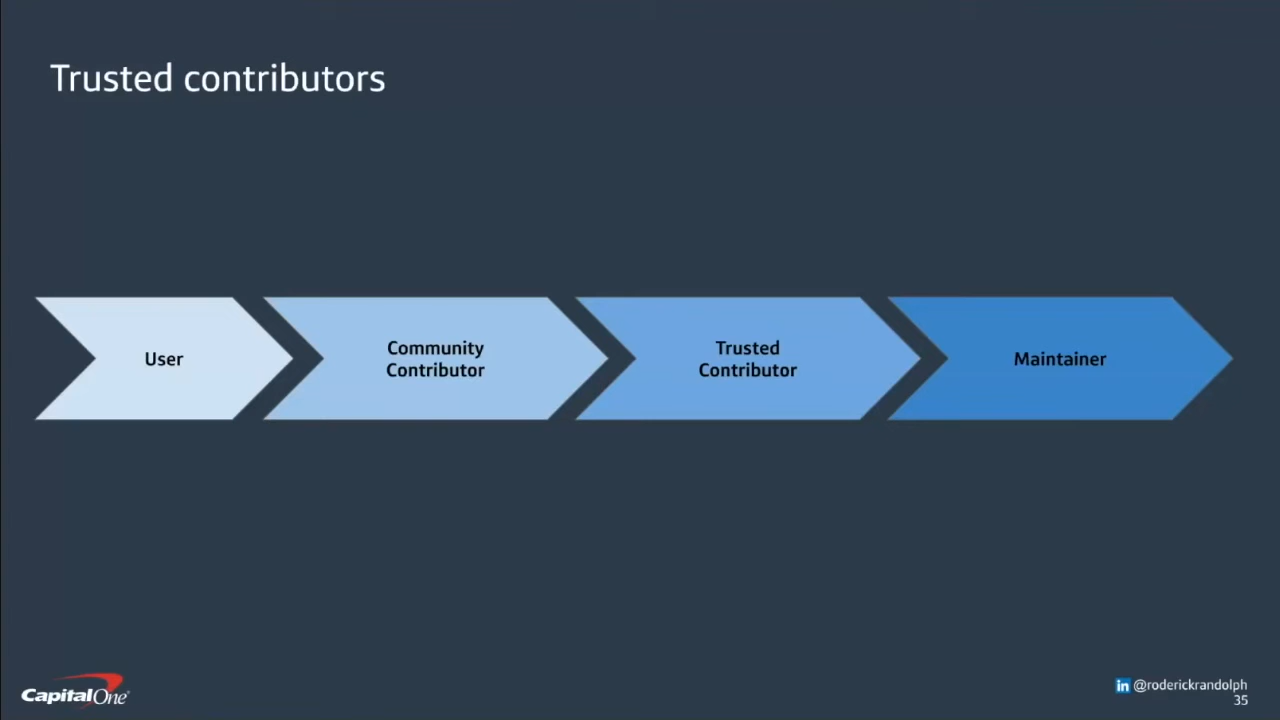 Trusted contributors
User
Community
Contributor
Trusted
Contributor
Maintainer
CapitalOne
in @roderickrandolph
35